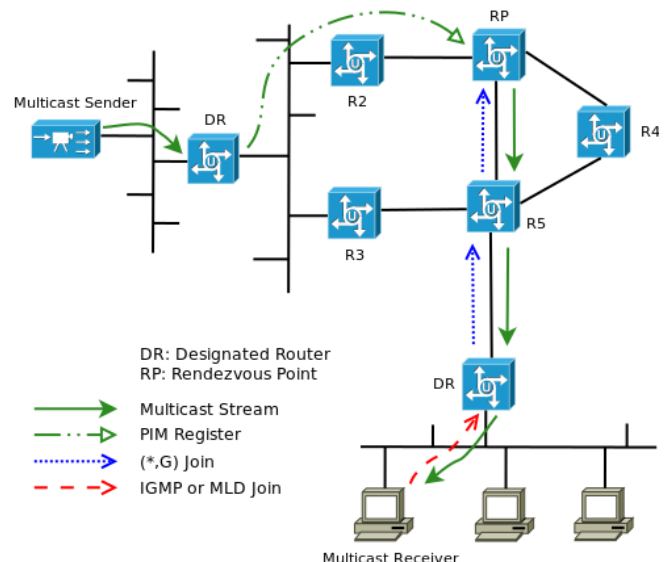 RP
Multicast Sender
DR
R2
R4
R3
R5
DR: Designated Router
RP: Rendezvous Point
DR
Multicast Stream
PIM Register
(*,G) Join
IGMP or MLD Join
Multicast Receiver